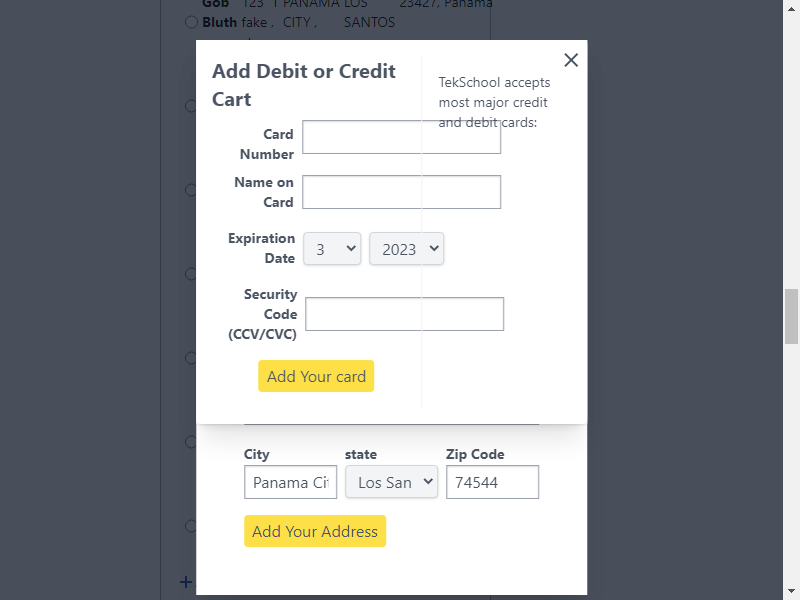 Gob 123 1 PANAMA LOS 23427, Panama
Bluth fake , CITY , SANTOS
Add Debit or Credit
Cart
TekSchool accepts
most major credit
and debit cards:
Card
Number
Name on
Card
Expiration
Date
3
2023
Security
Code
(CCV/CVC)
Add Your card
City
state
Zip Code
Panama Ci
Los San
74544
Add Your Address